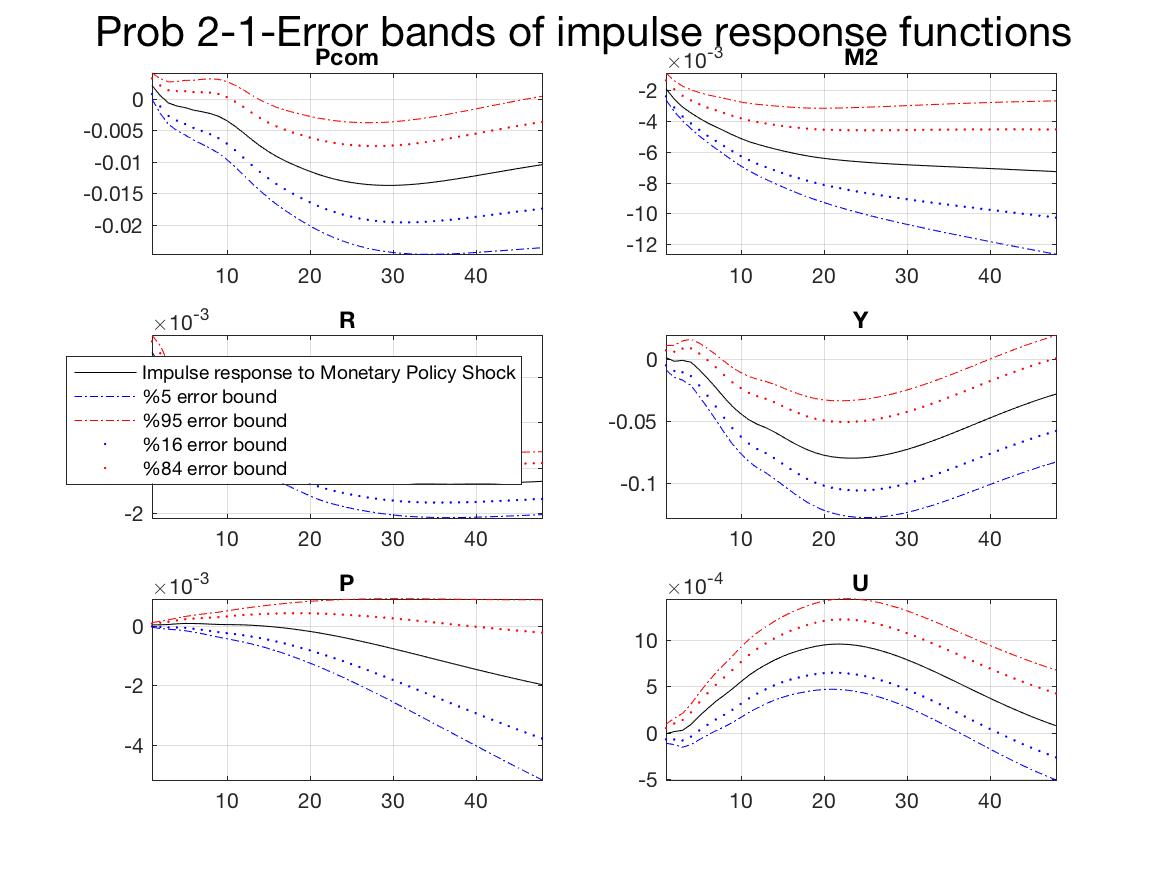 Prob 2-1-Error bands of impulse response functions
Pcom
0
-0.005
-0.01
-0.015
-0.02
10 20 30 40
×10-3
M2
-2
-4
-6
-8
-10
-12
10 20 30 40
×10-3
R
-2
10 20 30 40
Impulse response to Monetary Policy Shock
%5 error bound
%95 error bound
%16 error bound
%84 error bound
Y
0
-0.05
-0.1
10 20 30 40
×10-3
P
0
-2
-4
10 20 30 40
×10-4
U
10
5
0
-5
10 20 30 40